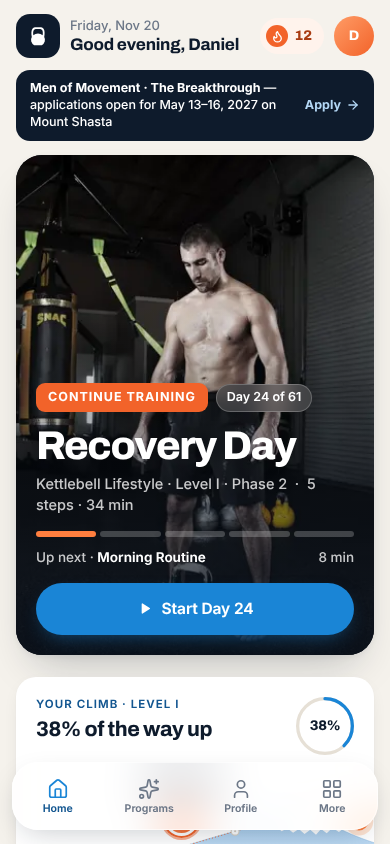 Friday, Nov 20
Good evening, Daniel
12
D
Men of Movement · The Breakthrough —
applications open for May 13–16, 2027 on
Mount Shasta
Apply →
SNAC
CONTINUE TRAINING
Day 24 of 61
Recovery Day
Kettlebell Lifestyle · Level I · Phase 2 · 5
steps · 34 min
Up next · Morning Routine
8 min
Start Day 24
YOUR CLIMB · LEVEL I
38% of the way up
38%
Home
Programs
Profile
More